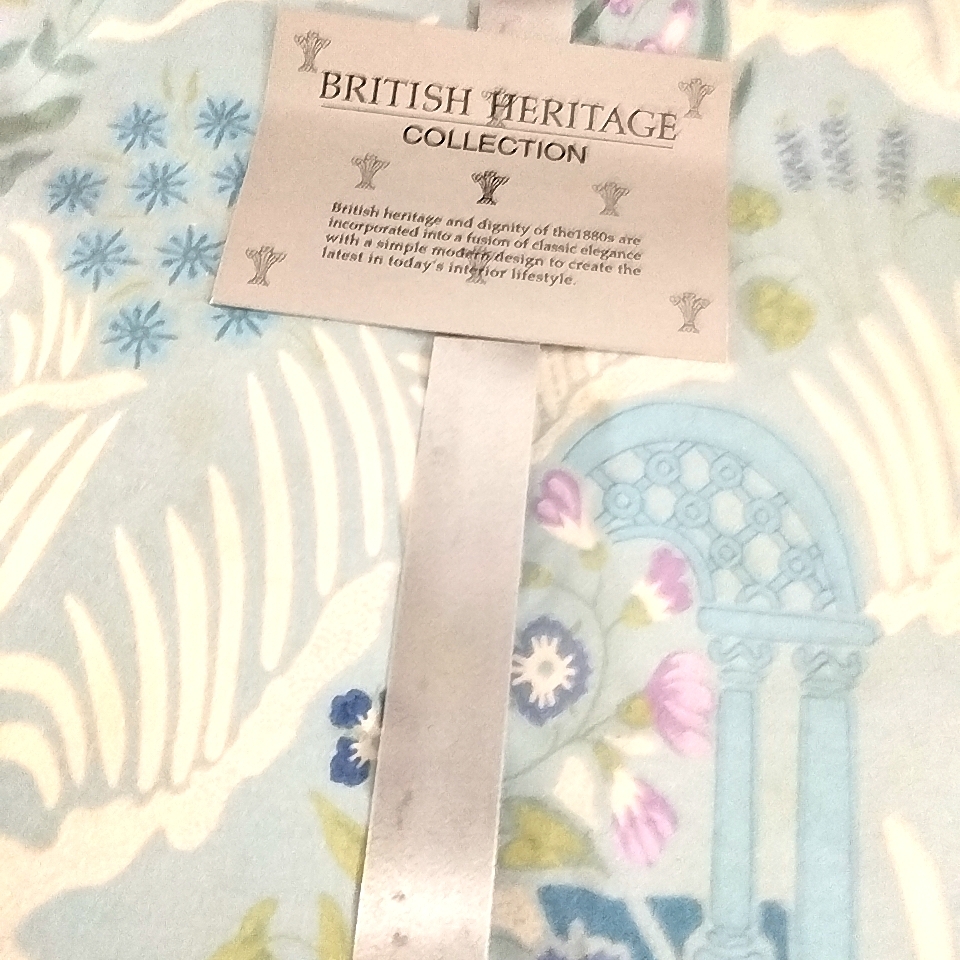 BRITISH HERITAGE
COLLECTION
British heritage and dignity of the1880s are
incorporated into a fusion of classic elegance
with a simple modern design to create the
latest in today's interior lifestyle.